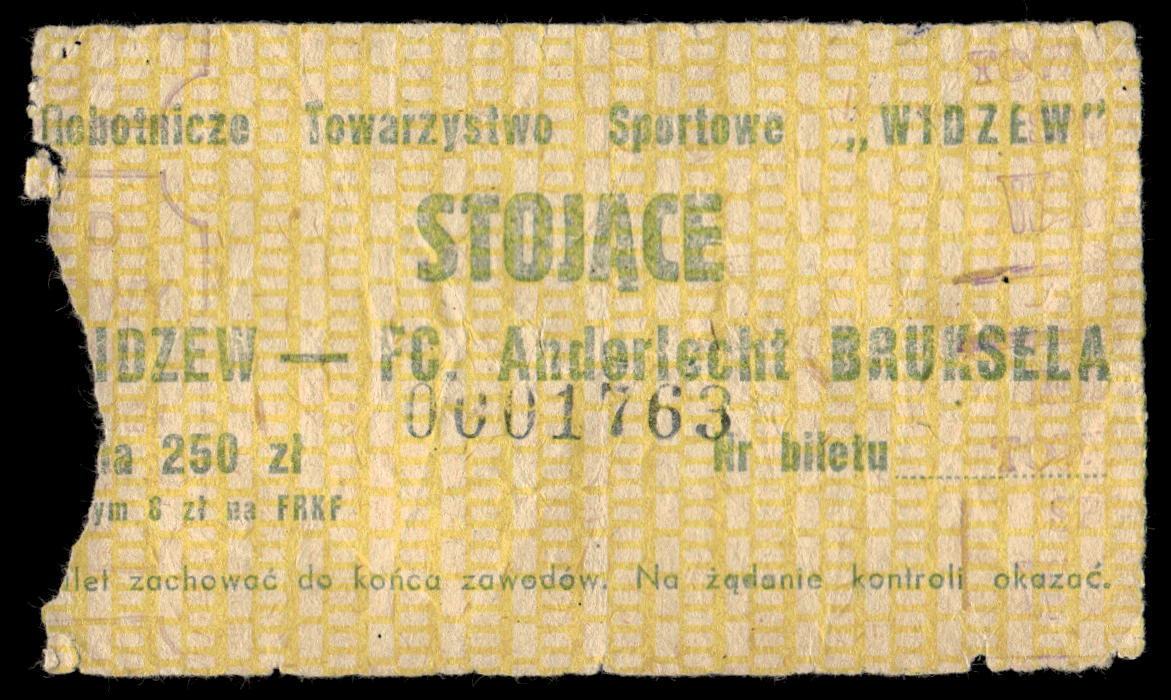 Robotnicze Towarzystwo Sportowe „WIDZEW”
STOJĄCE
IDZEW — FC. Anderlecht BRUKSELA
0001763
na 250 zł
Nr biletu
ym 8 zł na FRKF
ilet zachować do końca zawodów. Na żądanie kontroli okazać.